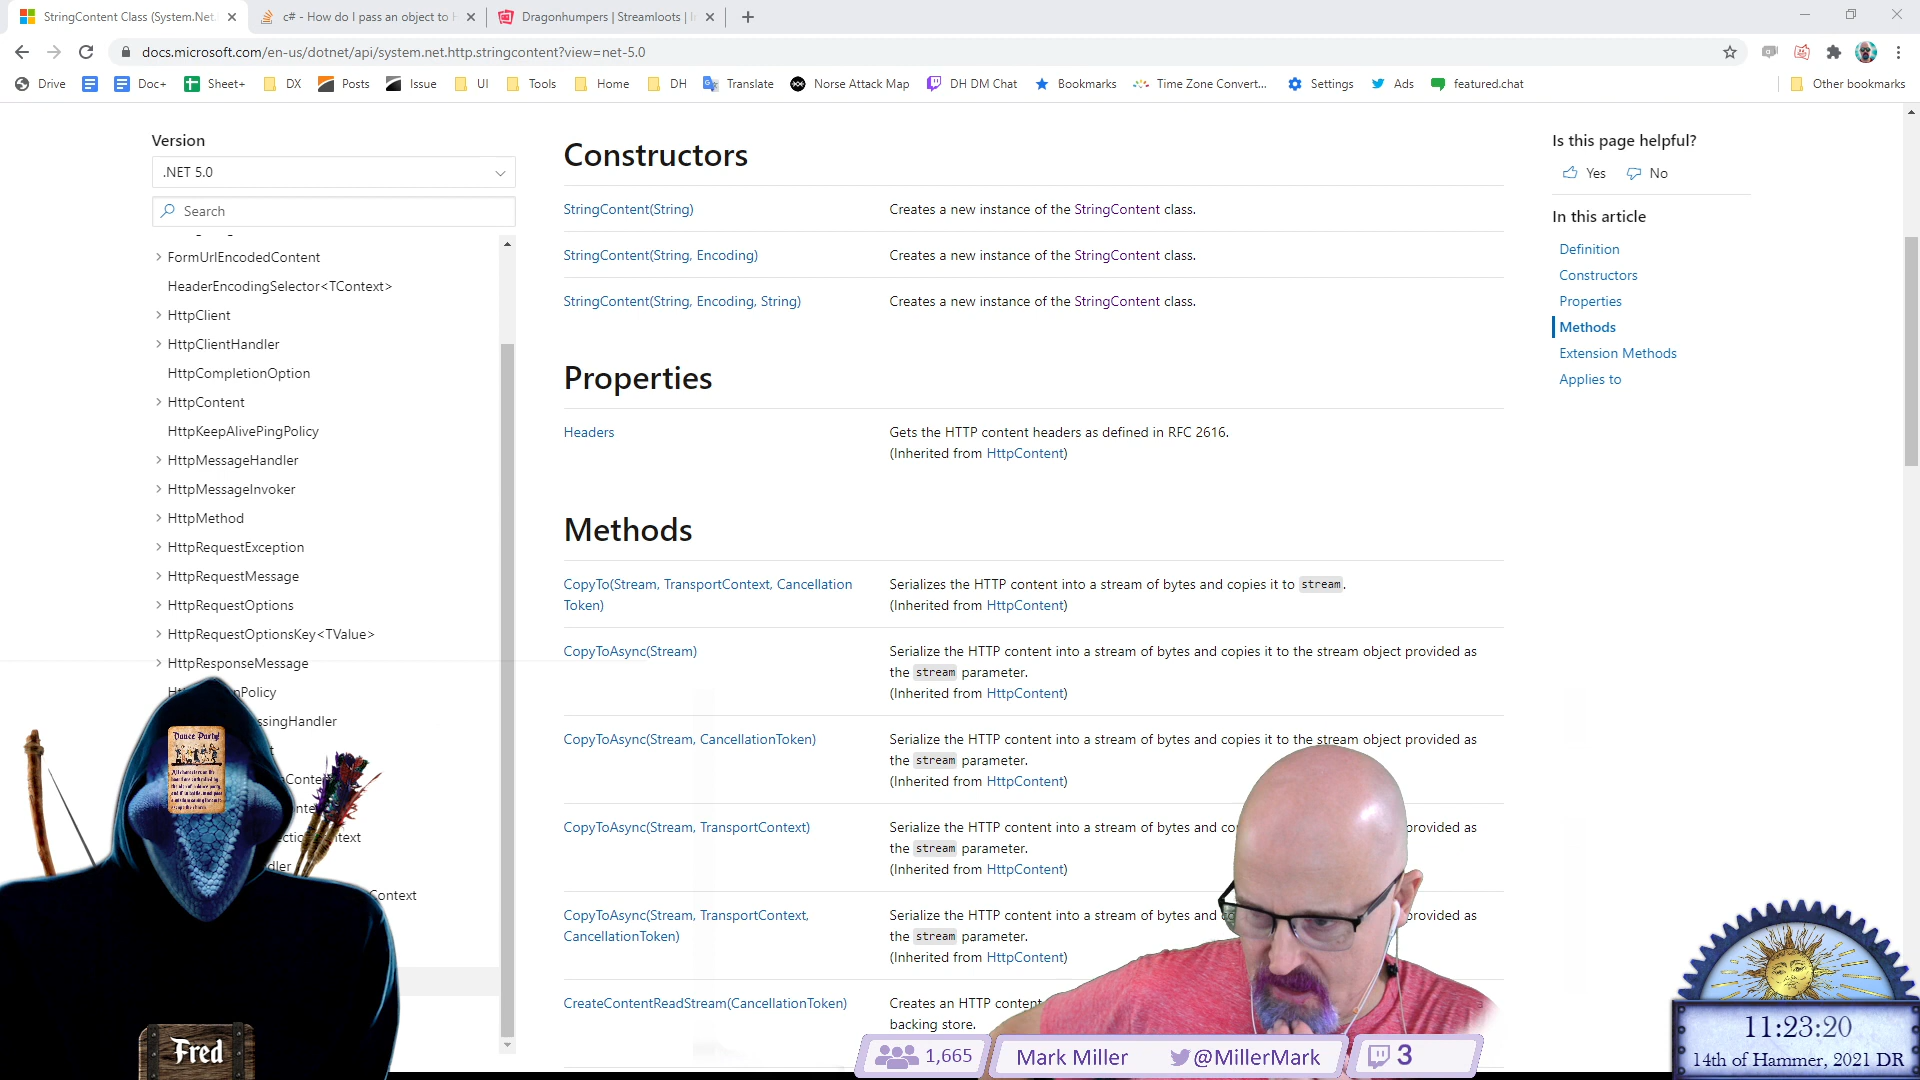 StringContent Class (System.Net.
c# - How do I pass an object to H
Dragonhumpers | Streamloots | In
docs.microsoft.com/en-us/dotnet/api/system.net.http.stringcontent?view=net-5.0
Drive
Doc+
Sheet+
DX
Posts
Issue
UI
Tools
Home
DH
Translate
Norse Attack Map
DH DM Chat
Bookmarks
Time Zone Convert...
Settings
Ads
featured.chat
Other bookmarks
Version
.NET 5.0
Search
FormUrlEncodedContent
HeaderEncodingSelector<TContext>
HttpClient
HttpClientHandler
HttpCompletionOption
HttpContent
HttpKeepAlivePingPolicy
HttpMessageHandler
HttpMessageInvoker
HttpMethod
HttpRequestException
HttpRequestMessage
HttpRequestOptions
HttpRequestOptionsKey<TValue>
HttpResponseMessage
nPolicy
ssingHandler
Context
Constructors
StringContent(String)
Creates a new instance of the StringContent class.
StringContent(String, Encoding)
Creates a new instance of the StringContent class.
StringContent(String, Encoding, String)
Creates a new instance of the StringContent class.
Properties
Headers
Gets the HTTP content headers as defined in RFC 2616.
(Inherited from HttpContent)
Methods
CopyTo(Stream, TransportContext, Cancellation
Token)
Serializes the HTTP content into a stream of bytes and copies it to stream.
(Inherited from HttpContent)
CopyToAsync(Stream)
Serialize the HTTP content into a stream of bytes and copies it to the stream object provided as
the stream parameter.
(Inherited from HttpContent)
CopyToAsync(Stream, CancellationToken)
Serialize the HTTP content into a stream of bytes and copies it to the stream object provided as
the stream parameter.
(Inherited from HttpContent)
CopyToAsync(Stream, TransportContext)
Serialize the HTTP content into a stream of bytes and co
provided as
the stream parameter.
(Inherited from HttpContent)
CopyToAsync(Stream, TransportContext,
CancellationToken)
Serialize the HTTP content into a stream of bytes and co
provided as
the stream parameter.
(Inherited from HttpContent)
CreateContentReadStream(CancellationToken)
Creates an HTTP content
backing store.
Is this page helpful?
Yes
No
In this article
Definition
Constructors
Properties
Methods
Extension Methods
Applies to
Dance Party!
Fred
1,665
Mark Miller
@MillerMark
3
11:23:20
14th of Hammer, 2021 DR